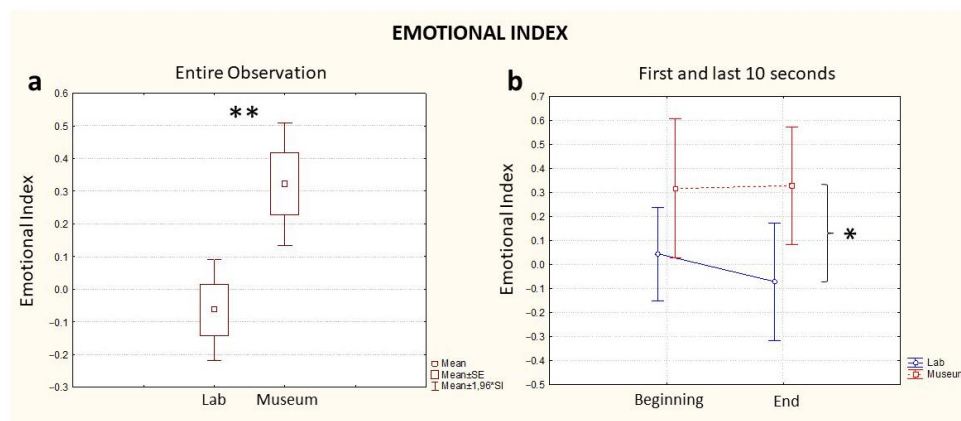 EMOTIONAL INDEX
a
Entire Observation
Emotional Index
0.6
0.5
0.4
0.3
0.2
0.1
0.0
−0.1
−0.2
−0.3
**
Lab
Museum
Mean
Mean±SE
Mean±1,96*SI
b
First and last 10 seconds
Emotional Index
0.7
0.6
0.5
0.4
0.3
0.2
0.1
0.0
−0.1
−0.2
−0.3
−0.4
−0.5
*
Beginning
End
Lab
Museum